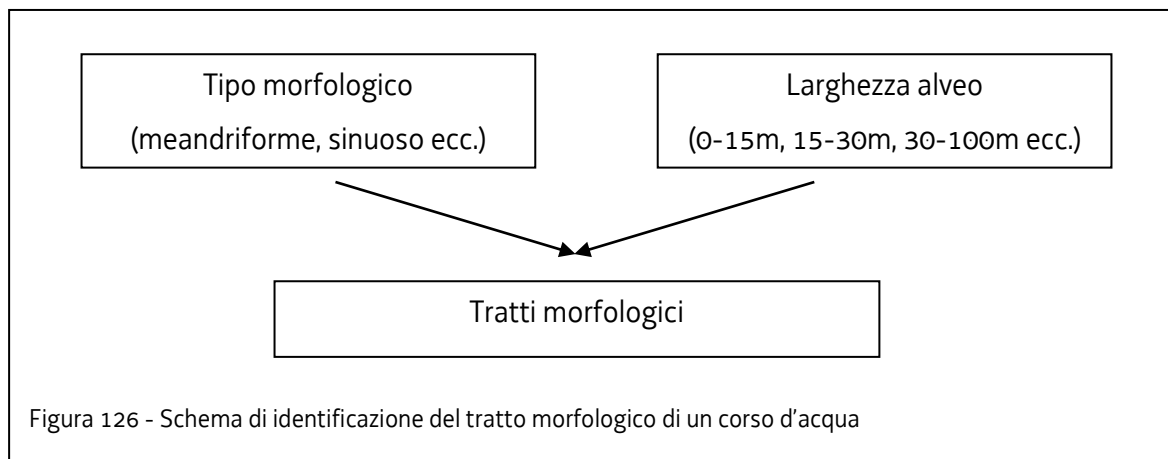 Tipo morfologico
(meandriforme, sinuoso ecc.)
Larghezza alveo
(0-15m, 15-30m, 30-100m ecc.)
Tratti morfologici
Figura 126 - Schema di identificazione del tratto morfologico di un corso d'acqua